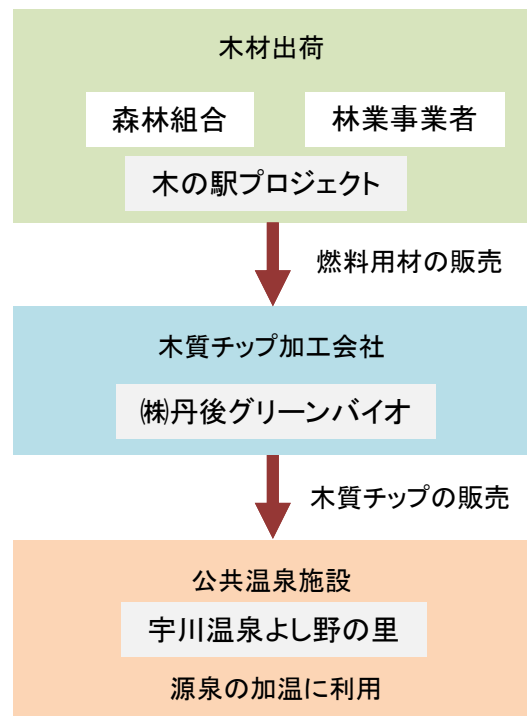 木材出荷
森林組合 林業事業者
木の駅プロジェクト
燃料用材の販売
木質チップ加工会社
㈱丹後グリーンバイオ
木質チップの販売
公共温泉施設
宇川温泉よし野の里
源泉の加温に利用